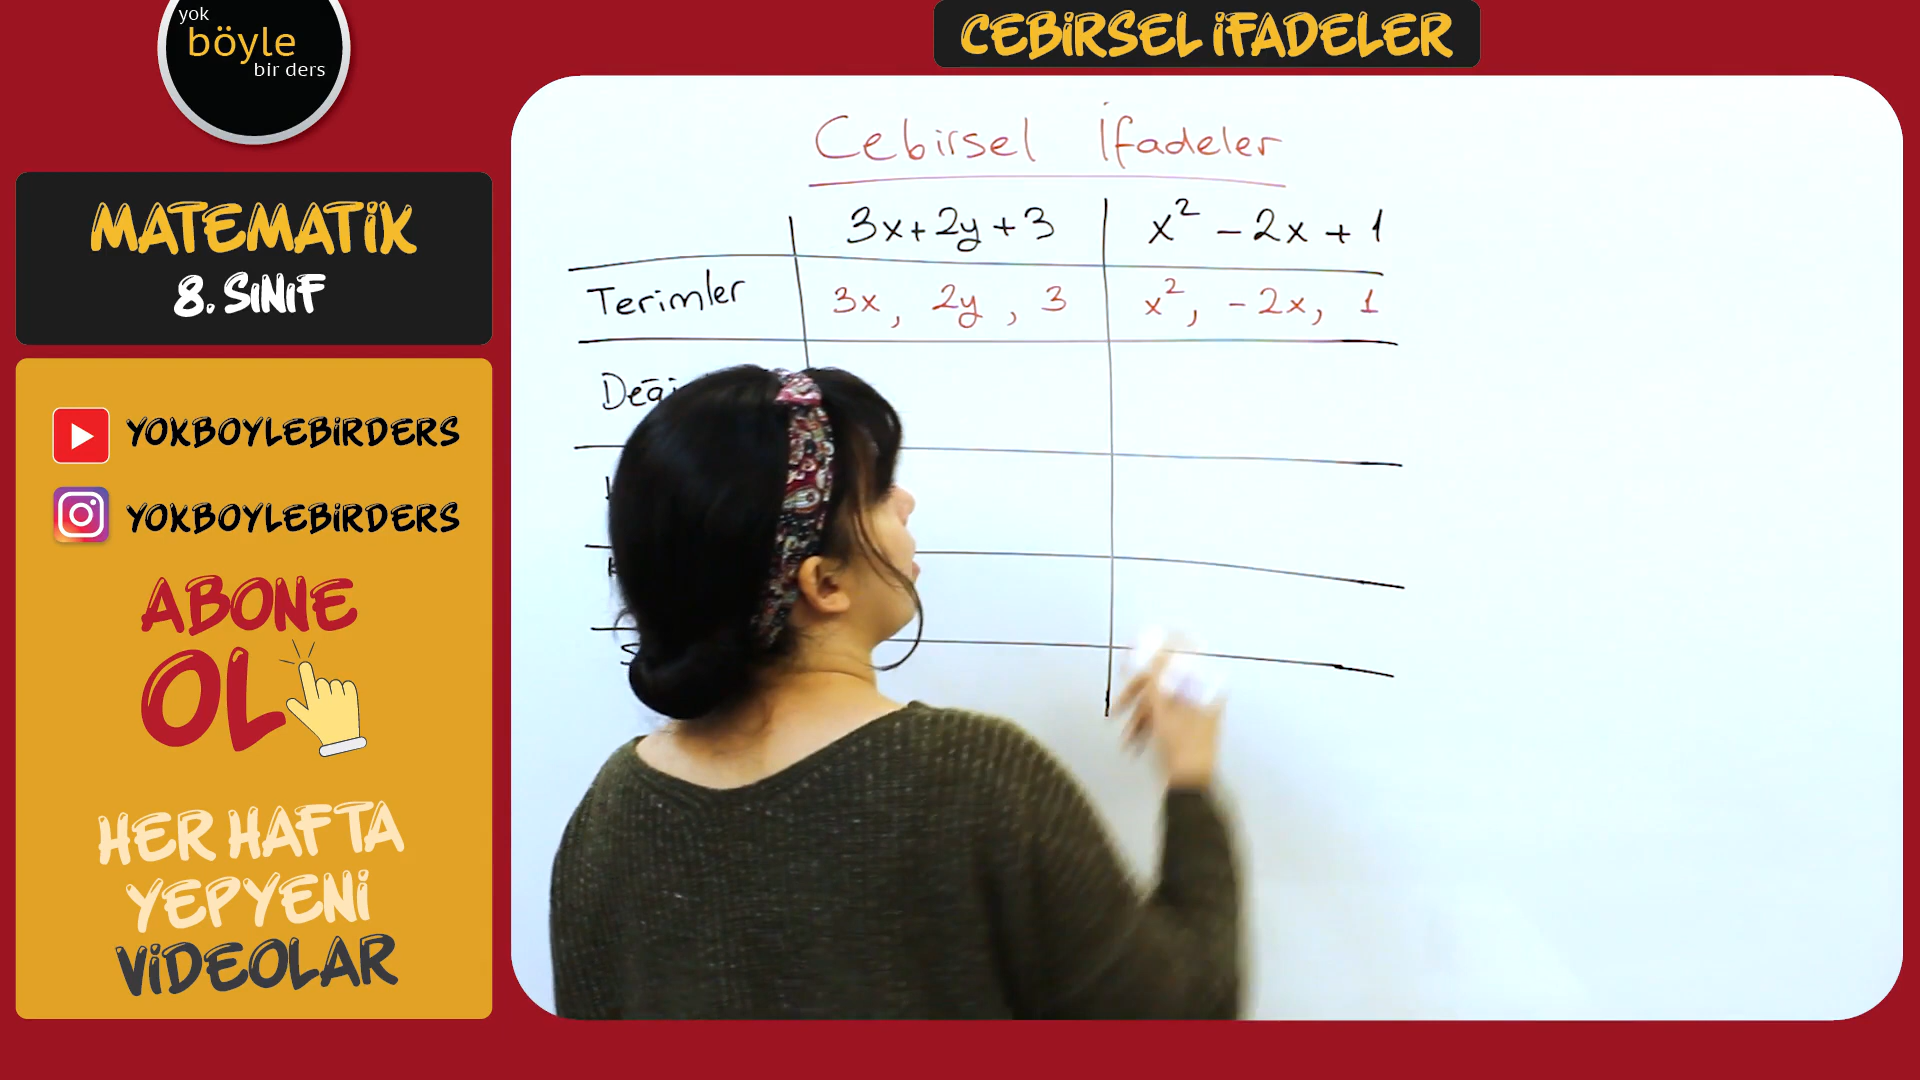 yok
böyle
bir ders
CEBİRSEL İFADELER
MATEMATİK
8. SINIF
YOKBOYLEBİRDERS
YOKBOYLEBİRDERS
ABONE
OL
HER HAFTA
YEPYENİ
VİDEOLAR
Cebirsel İfadeler
3x+2y+3 x² -2x+1
Terimler 3x, 2y, 3 x², -2x, 1